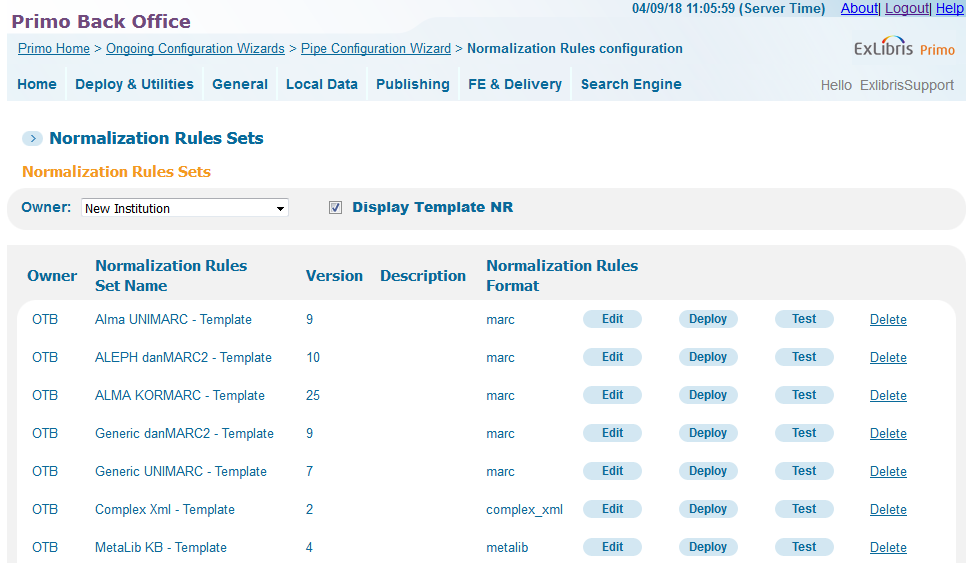 Primo Back Office
04/09/18 11:05:59 (Server Time) About| Logout| Help
Primo Home > Ongoing Configuration Wizards > Pipe Configuration Wizard > Normalization Rules configuration
ExLibris Primo
Home Deploy & Utilities General Local Data Publishing FE & Delivery Search Engine
Hello ExlibrisSupport
Normalization Rules Sets
Normalization Rules Sets
Owner: New Institution Display Template NR
Owner Normalization Rules Set Name Version Description Normalization Rules Format
OTB Alma UNIMARC - Template 9 marc Edit Deploy Test Delete
OTB ALEPH danMARC2 - Template 10 marc Edit Deploy Test Delete
OTB ALMA KORMARC - Template 25 marc Edit Deploy Test Delete
OTB Generic danMARC2 - Template 9 marc Edit Deploy Test Delete
OTB Generic UNIMARC - Template 7 marc Edit Deploy Test Delete
OTB Complex Xml - Template 2 complex_xml Edit Deploy Test Delete
OTB MetaLib KB - Template 4 metalib Edit Deploy Test Delete